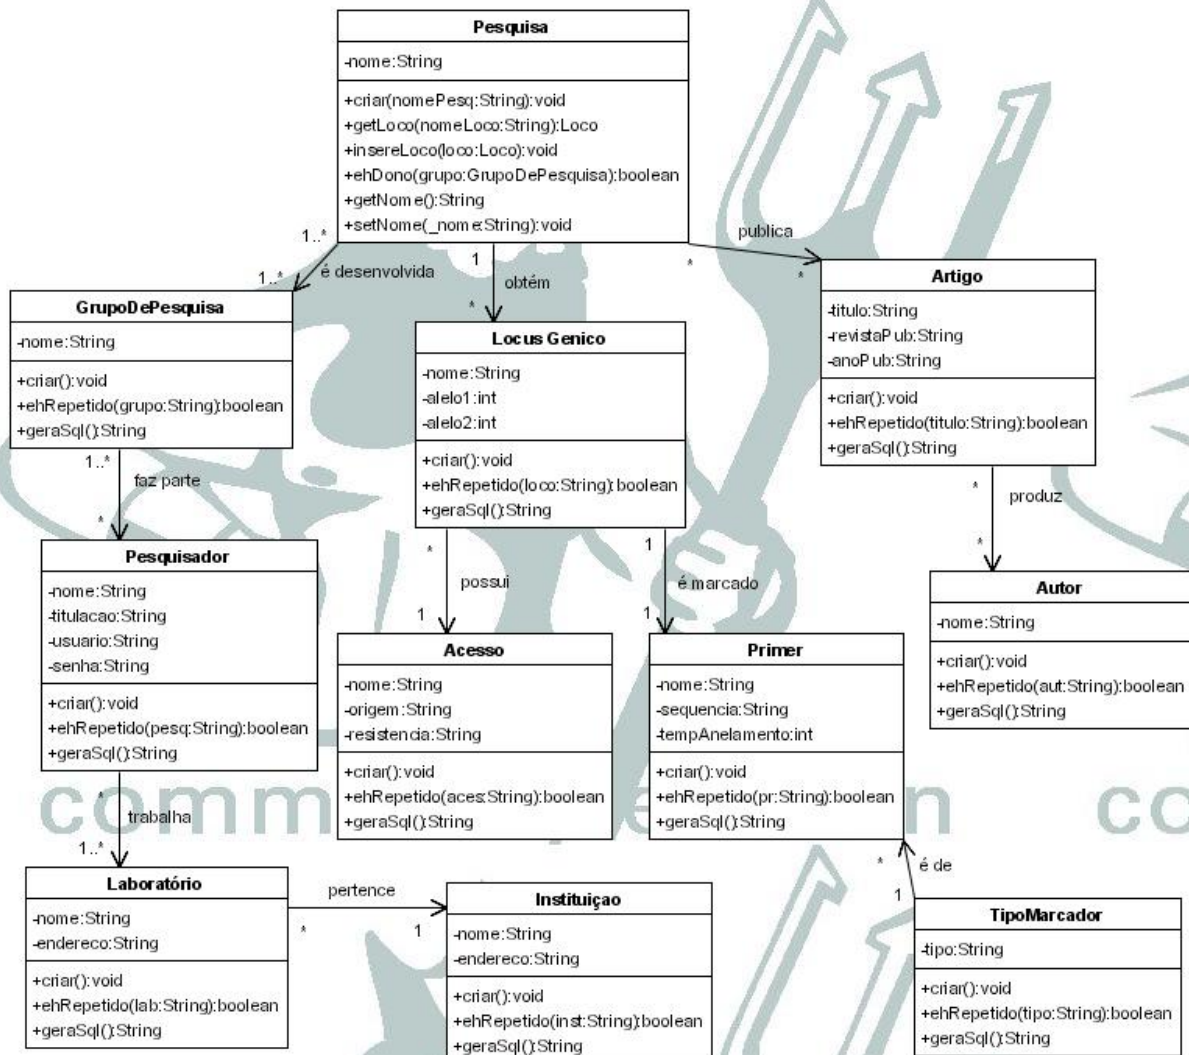 Pesquisa
-nome:String
+criar(nomePesq:String):void
+getLoco(nomeLoco:String):Loco
+insereLoco(loco:Loco):void
+ehDono(grupo:GrupoDePesquisa):boolean
+getNome():String
+setNome(_nome:String):void
1..*
1..*
é desenvolvida
1
*
obtém
publica
*
*
GrupoDePesquisa
-nome:String
+criar():void
+ehRepetido(grupo:String):boolean
+geraSql():String
Locus Genico
-nome:String
-alelo1:int
-alelo2:int
+criar():void
+ehRepetido(loco:String):boolean
+geraSql():String
Artigo
-titulo:String
-revistaPub:String
-anoPub:String
+criar():void
+ehRepetido(titulo:String):boolean
+geraSql():String
1..*
faz parte
*
*
possui
1
1
é marcado
1
*
produz
*
Pesquisador
-nome:String
-titulacao:String
-usuario:String
-senha:String
+criar():void
+ehRepetido(pesq:String):boolean
+geraSql():String
Acesso
-nome:String
-origem:String
-resistencia:String
+criar():void
+ehRepetido(aces:String):boolean
+geraSql():String
Primer
-nome:String
-sequencia:String
-tempAnelamento:int
+criar():void
+ehRepetido(pr:String):boolean
+geraSql():String
Autor
-nome:String
+criar():void
+ehRepetido(aut:String):boolean
+geraSql():String
*
trabalha
1..*
*
é de
1
Laboratório
-nome:String
-endereco:String
+criar():void
+ehRepetido(lab:String):boolean
+geraSql():String
pertence
*
1
Instituiçao
-nome:String
-endereco:String
+criar():void
+ehRepetido(inst:String):boolean
+geraSql():String
TipoMarcador
-tipo:String
+criar():void
+ehRepetido(tipo:String):boolean
+geraSql():String